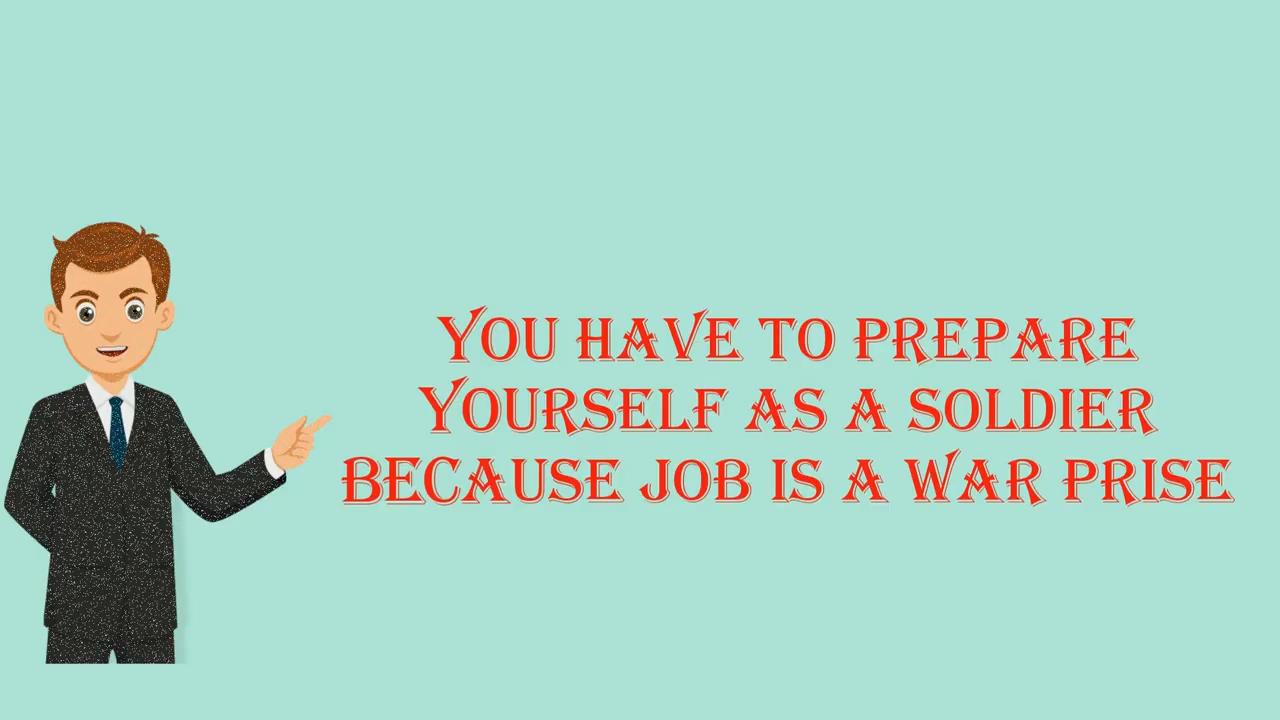 YOU HAVE TO PREPARE
YOURSELF AS A SOLDIER
BECAUSE JOB IS A WAR PRISE